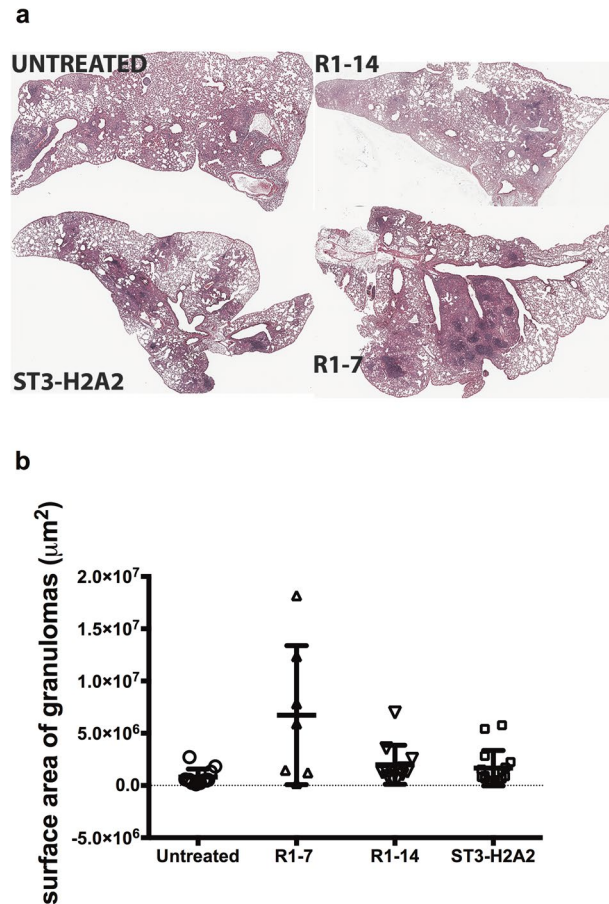 a
UNTREATED
R1-14
ST3-H2A2
R1-7
b
surface area of granulomas (μm²)
2.0×10⁷
1.5×10⁷
1.0×10⁷
5.0×10⁶
0.0
-5.0×10⁶
Untreated R1-7 R1-14 ST3-H2A2